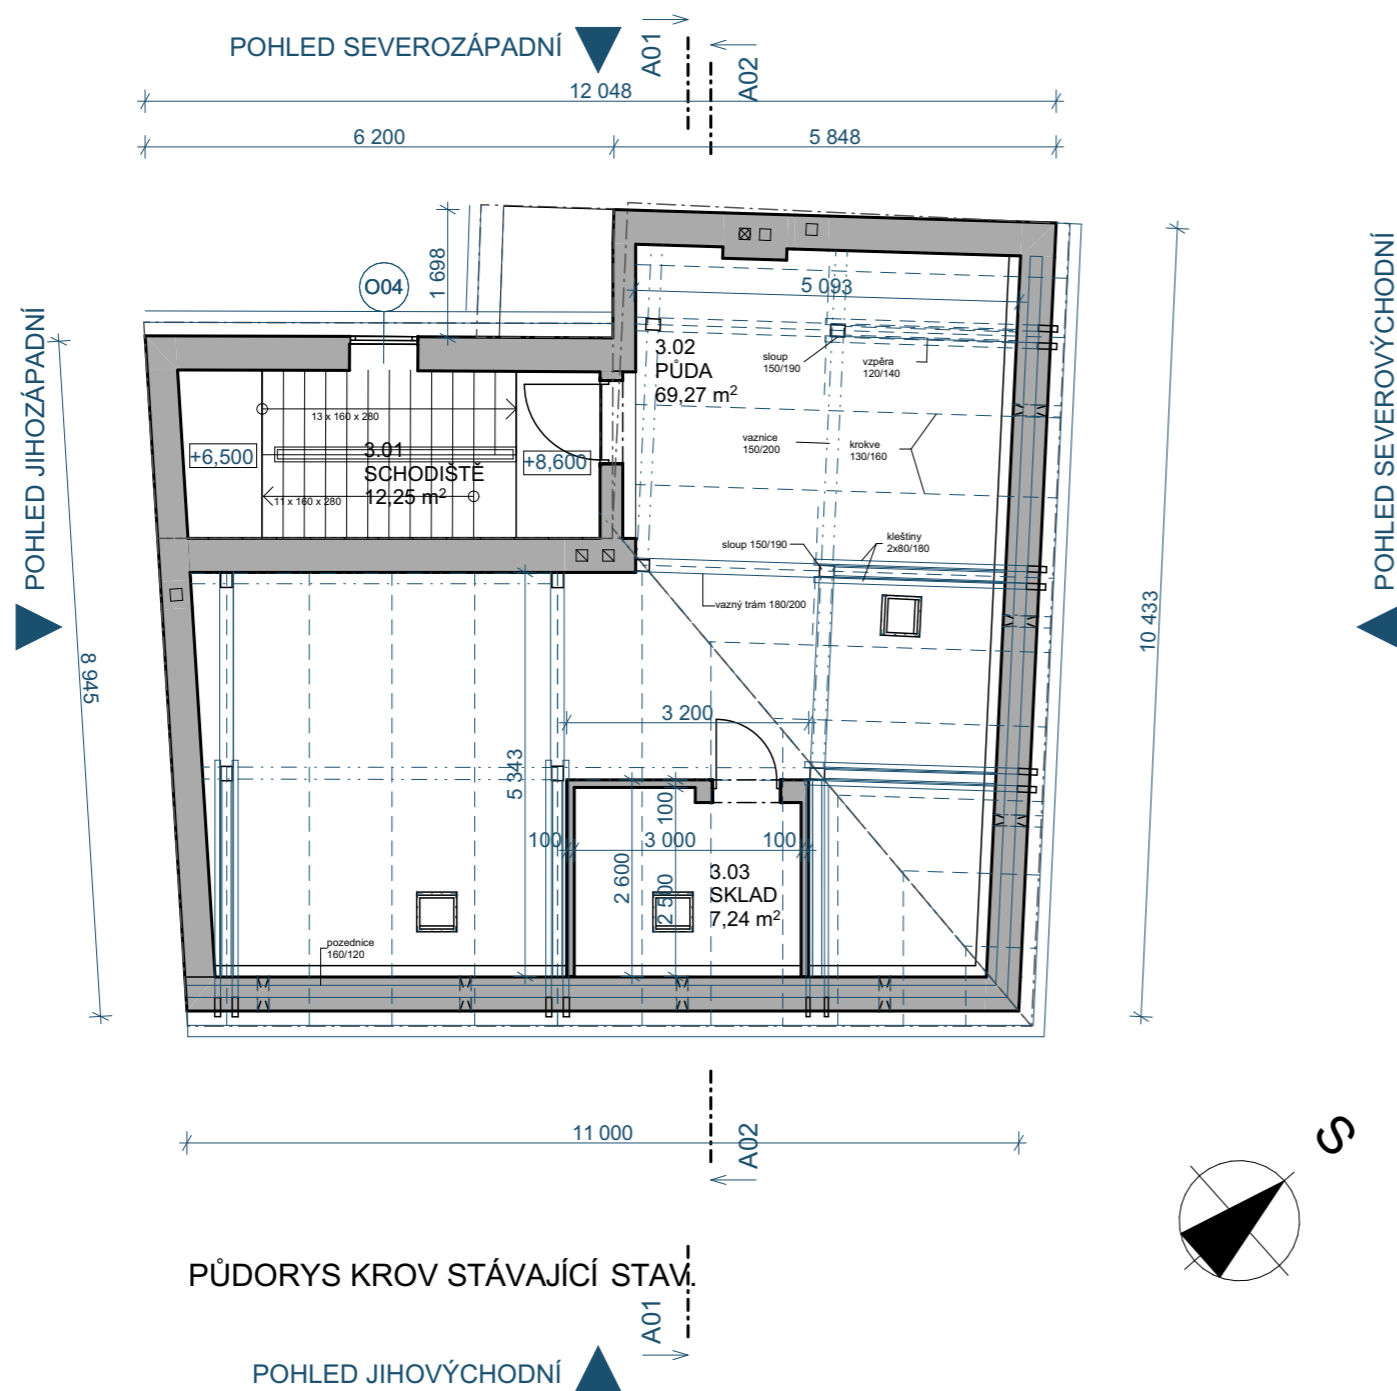 POHLED SEVEROZÁPADNÍ
A01
A02
12 048
6 200
5 848
1 698
O04
5 093
3.02
PŮDA
69,27 m²
sloup
150/190
vzpěra
120/140
POHLED JIHOZÁPADNÍ
POHLED SEVEROVÝCHODNÍ
13 x 160 x 280
+6,500
3.01
SCHODIŠTĚ
12,25 m²
+8,600
11 x 160 x 280
vaznice
150/200
krokve
130/160
sloup 150/190
kleštiny
2x80/180
vazný trám 180/200
8 945
10 433
3 200
5 343
100
100
3 000
100
2 600
2 500
3.03
SKLAD
7,24 m²
pozednice
160/120
11 000
A02
S
PŮDORYS KROV STÁVAJÍCÍ STAV.
A01
POHLED JIHOVÝCHODNÍ